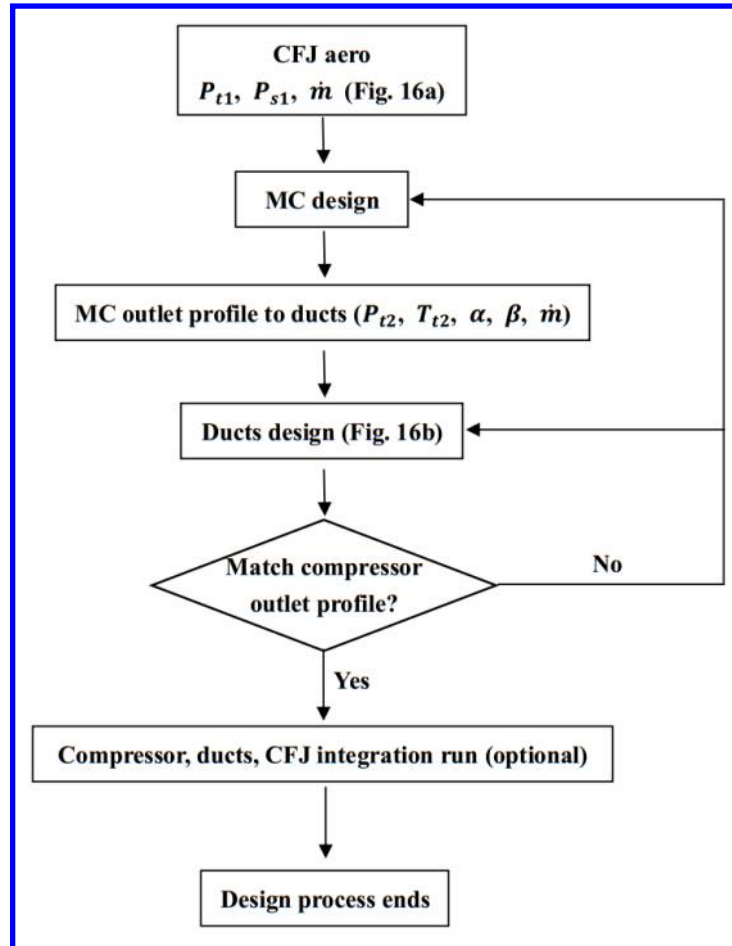 CFJ aero
P_{t1}, P_{s1}, ṁ (Fig. 16a)
MC design
MC outlet profile to ducts (P_{t2}, T_{t2}, α, β, ṁ)
Ducts design (Fig. 16b)
Match compressor
outlet profile?
No
Yes
Compressor, ducts, CFJ integration run (optional)
Design process ends